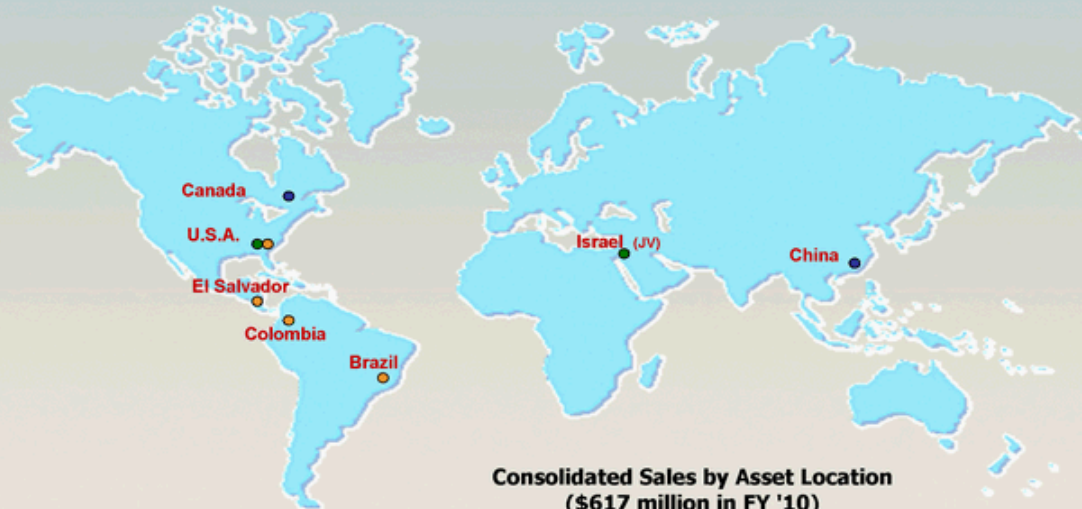 Canada
U.S.A.
Israel (JV)
China
El Salvador
Colombia
Brazil
Consolidated Sales by Asset Location
($617 million in FY '10)